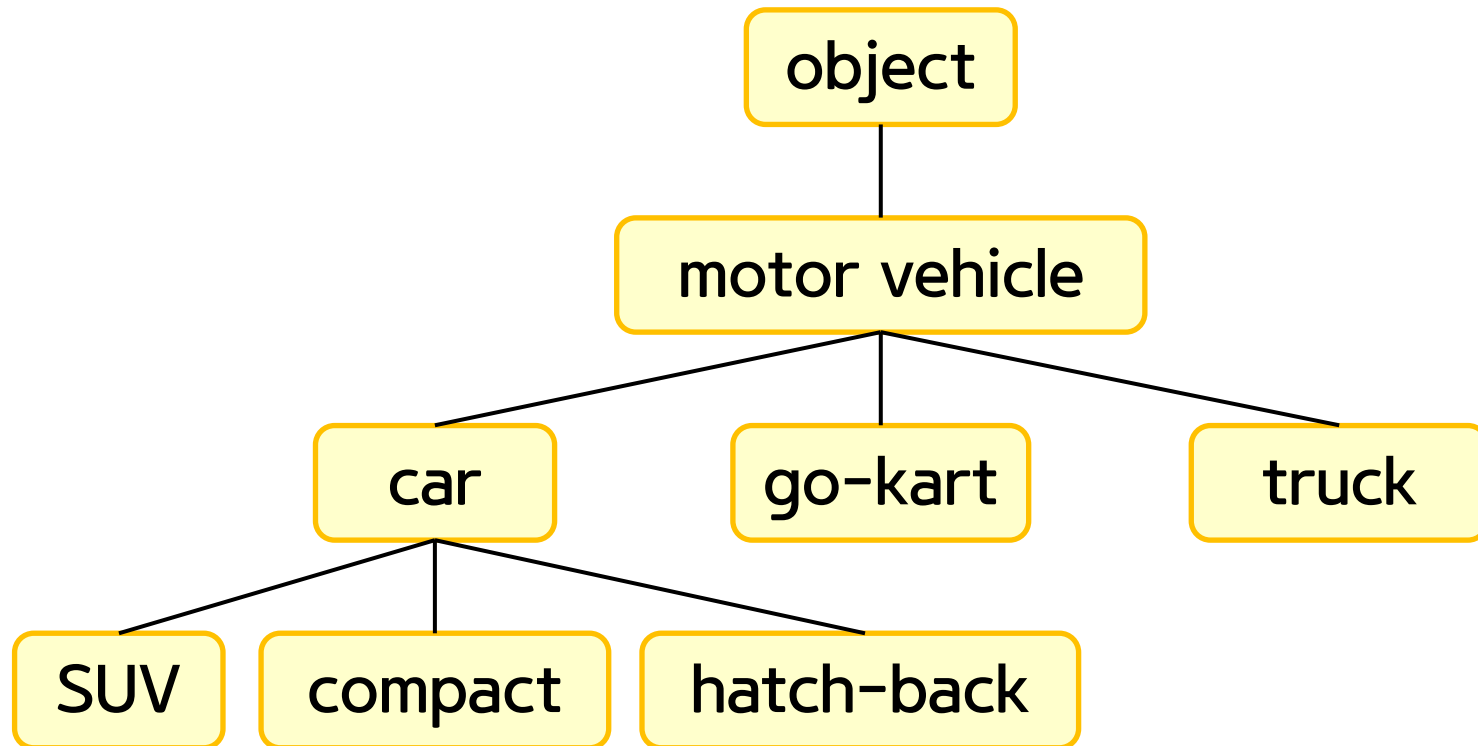 object
motor vehicle
car
go-kart
truck
SUV
compact
hatch-back